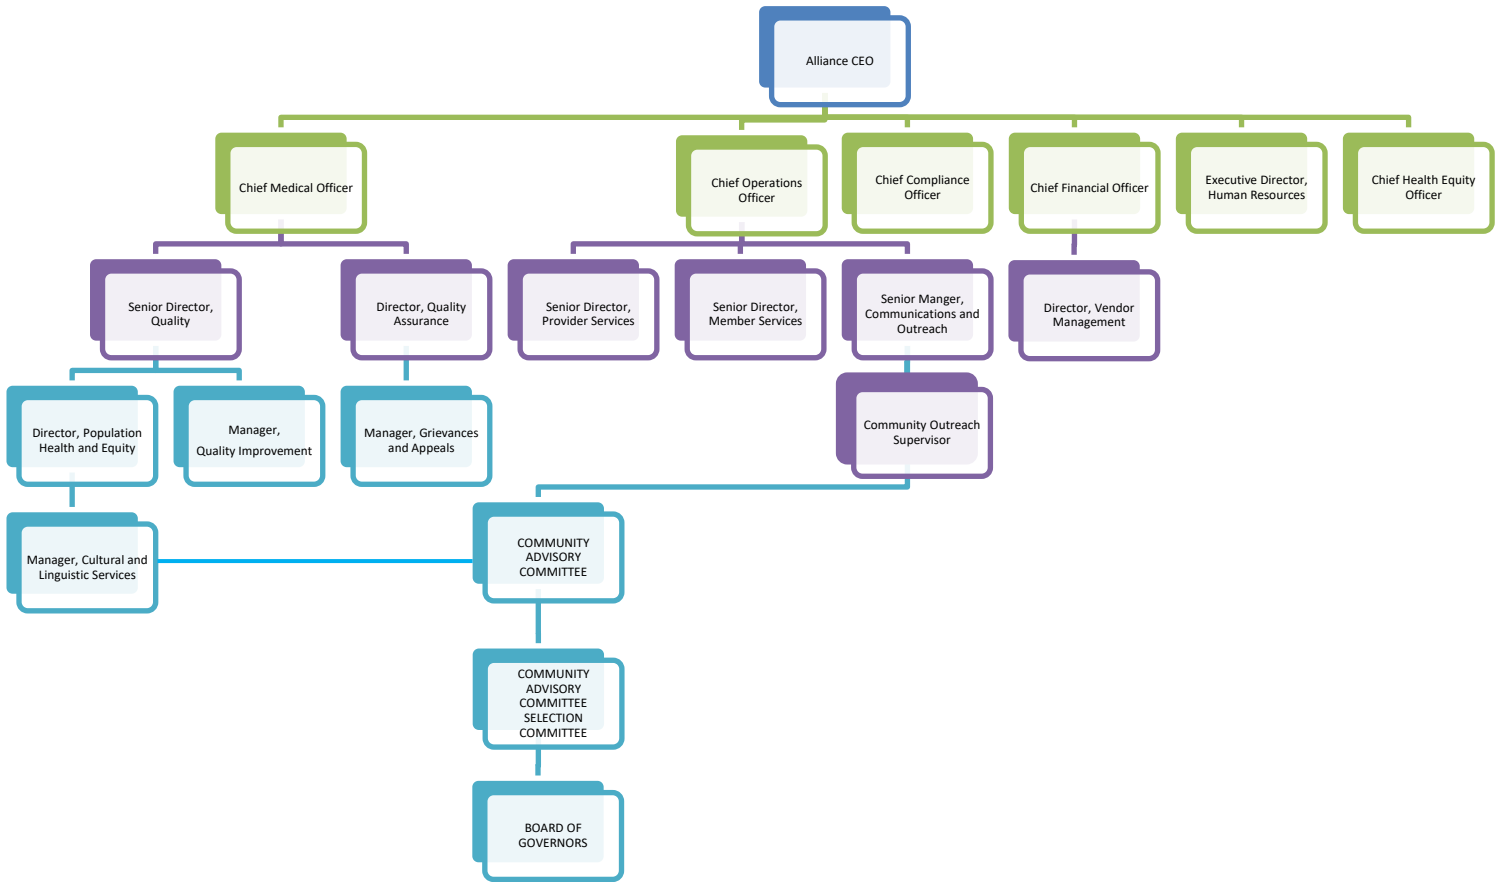 Alliance CEO
Chief Medical Officer
Chief Operations
Officer
Chief Compliance
Officer
Chief Financial Officer
Executive Director,
Human Resources
Chief Health Equity
Officer
Senior Director,
Quality
Director, Quality
Assurance
Senior Director,
Provider Services
Senior Director,
Member Services
Senior Manger,
Communications and
Outreach
Director, Vendor
Management
Director, Population
Health and Equity
Manager,
Quality Improvement
Manager, Grievances
and Appeals
Community Outreach
Supervisor
Manager, Cultural and
Linguistic Services
COMMUNITY
ADVISORY
COMMITTEE
COMMUNITY
ADVISORY
COMMITTEE
SELECTION
COMMITTEE
BOARD OF
GOVERNORS